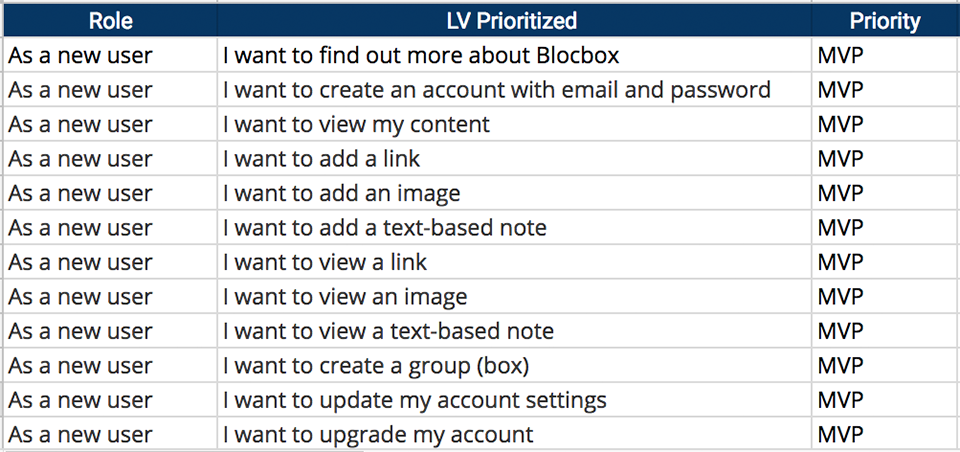 Role LV Prioritized Priority
As a new user I want to find out more about Blocbox MVP
As a new user I want to create an account with email and password MVP
As a new user I want to view my content MVP
As a new user I want to add a link MVP
As a new user I want to add an image MVP
As a new user I want to add a text-based note MVP
As a new user I want to view a link MVP
As a new user I want to view an image MVP
As a new user I want to view a text-based note MVP
As a new user I want to create a group (box) MVP
As a new user I want to update my account settings MVP
As a new user I want to upgrade my account MVP